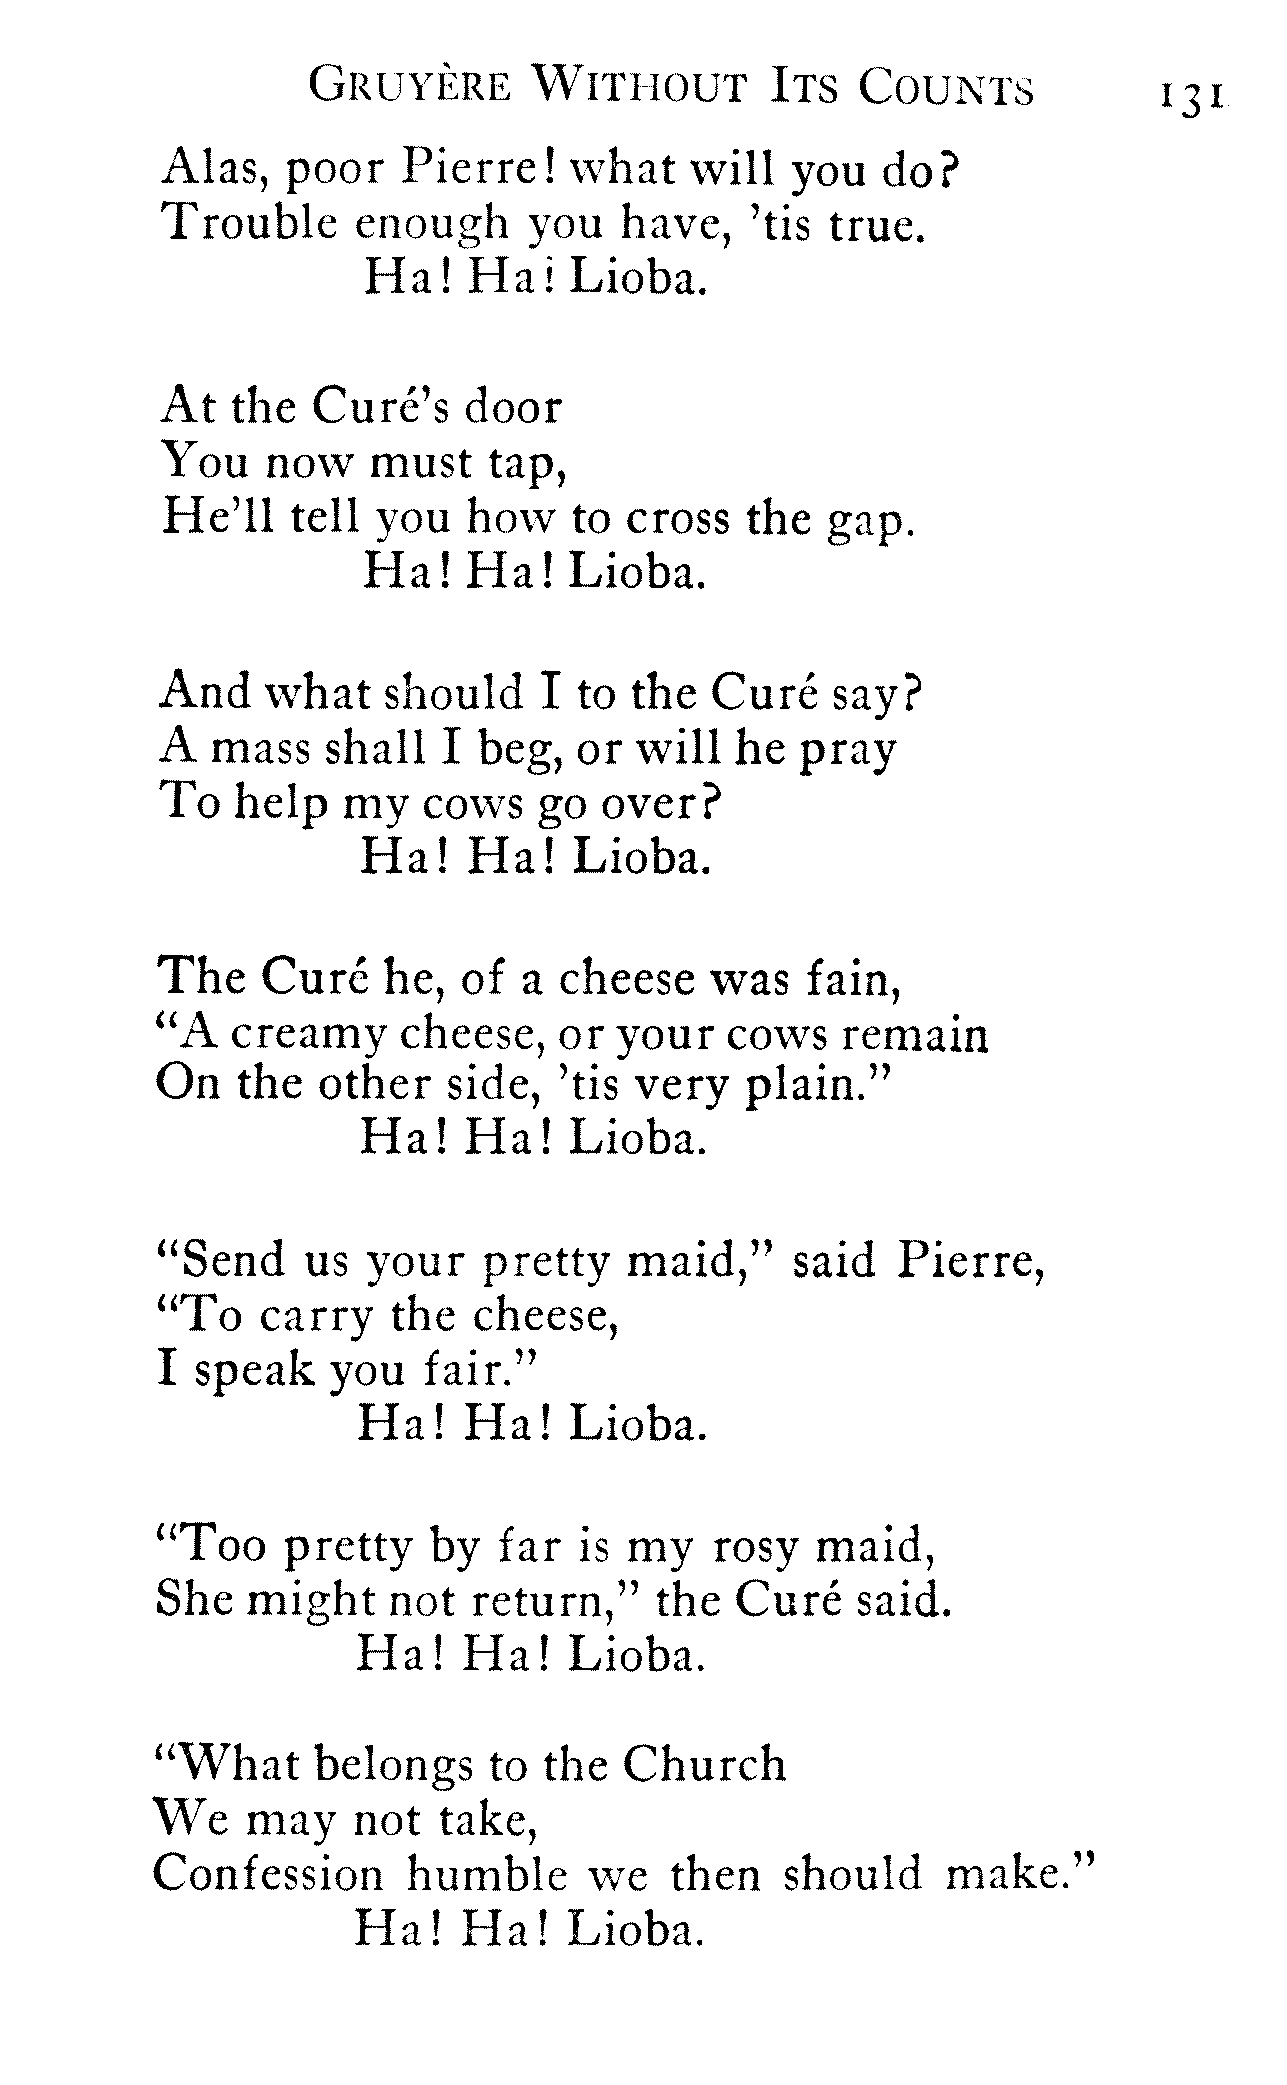 GRUYÈRE WITHOUT ITS COUNTS 131
Alas, poor Pierre! what will you do?
Trouble enough you have, ’tis true.
Ha! Ha! Lioba.
At the Curé’s door
You now must tap,
He’ll tell you how to cross the gap.
Ha! Ha! Lioba.
And what should I to the Curé say?
A mass shall I beg, or will he pray
To help my cows go over?
Ha! Ha! Lioba.
The Curé he, of a cheese was fain,
“A creamy cheese, or your cows remain
On the other side, ’tis very plain.”
Ha! Ha! Lioba.
“Send us your pretty maid,” said Pierre,
“To carry the cheese,
I speak you fair.”
Ha! Ha! Lioba.
“Too pretty by far is my rosy maid,
She might not return,” the Curé said.
Ha! Ha! Lioba.
“What belongs to the Church
We may not take,
Confession humble we then should make.”
Ha! Ha! Lioba.